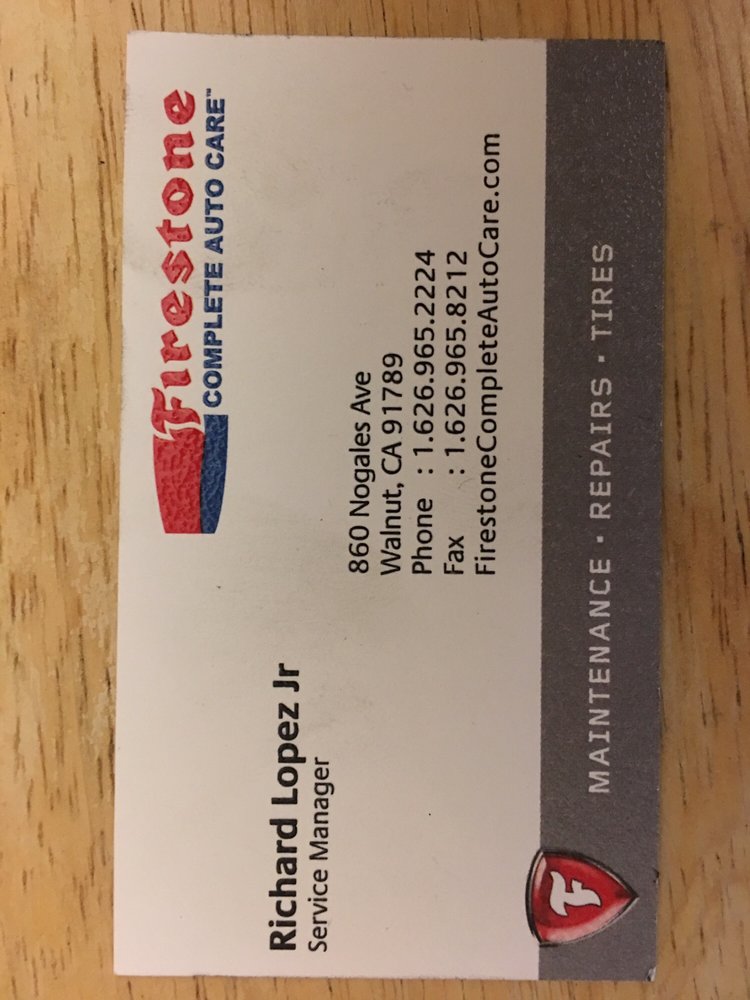 Firestone
COMPLETE AUTO CARE™
Richard Lopez Jr
Service Manager
860 Nogales Ave
Walnut, CA 91789
Phone : 1.626.965.2224
Fax : 1.626.965.8212
FirestoneCompleteAutoCare.com
F
MAINTENANCE · REPAIRS · TIRES